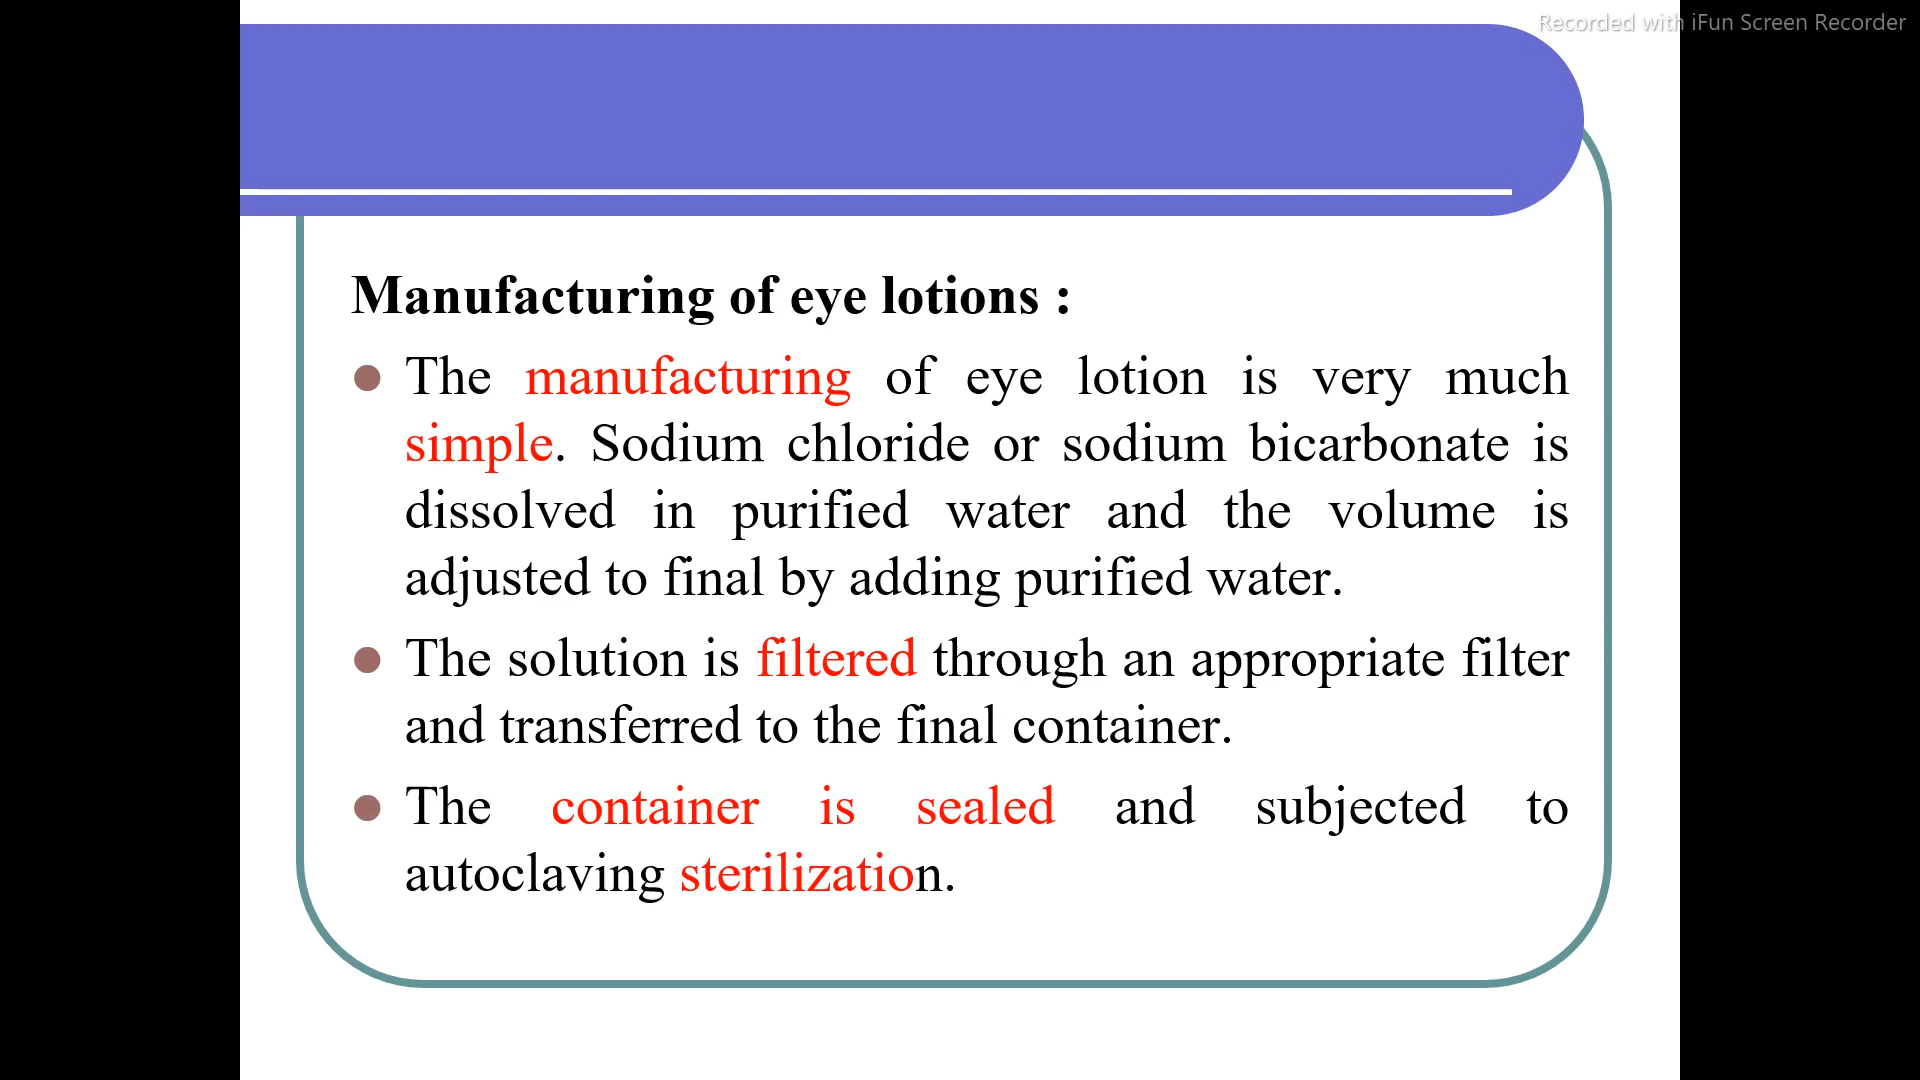 Recorded with iFun Screen Recorder
Manufacturing of eye lotions :
The manufacturing of eye lotion is very much
simple. Sodium chloride or sodium bicarbonate is
dissolved in purified water and the volume is
adjusted to final by adding purified water.
The solution is filtered through an appropriate filter
and transferred to the final container.
The container is sealed and subjected to
autoclaving sterilization.